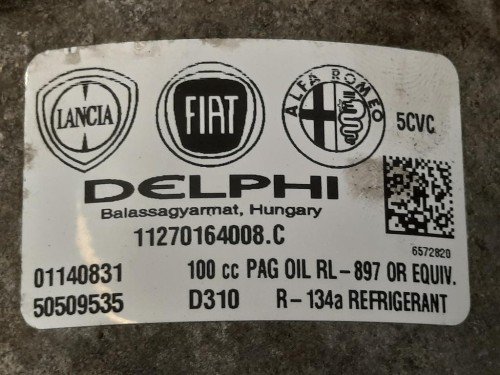 LANCIA
FIAT
ALFA ROMEO
5CVC
DELPHI
Balassagyarmat, Hungary
11270164008.C
6572820
01140831 100 cc PAG OIL RL-897 OR EQUIV.
50509535 D310 R-134a REFRIGERANT